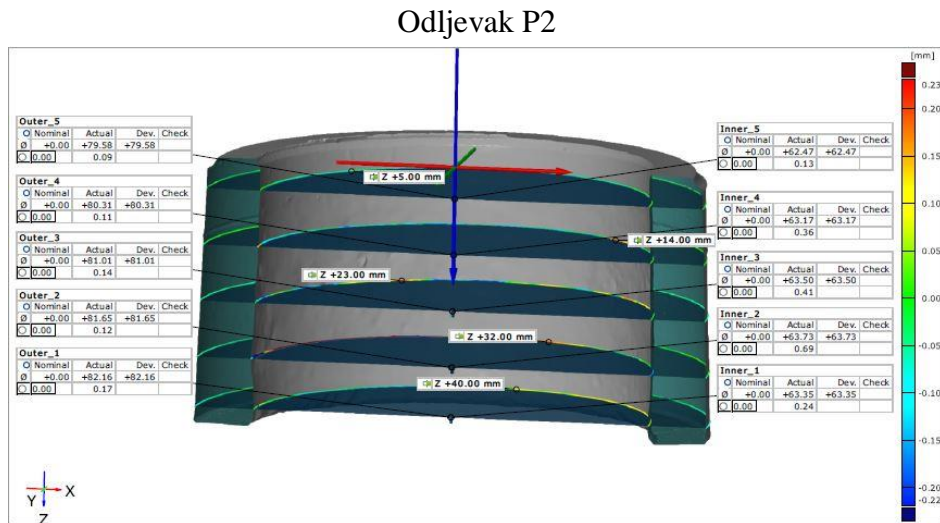 Odljevak P2
[mm]
0.23
0.20
0.15
0.10
0.05
0.00
-0.05
-0.10
-0.15
-0.20
-0.22
Outer_5
Nominal Actual Dev. Check
Ø +0.00 +79.58 +79.58
0.00 0.09
Outer_4
Nominal Actual Dev. Check
Ø +0.00 +80.31 +80.31
0.00 0.11
Outer_3
Nominal Actual Dev. Check
Ø +0.00 +81.01 +81.01
0.00 0.14
Outer_2
Nominal Actual Dev. Check
Ø +0.00 +81.65 +81.65
0.00 0.12
Outer_1
Nominal Actual Dev. Check
Ø +0.00 +82.16 +82.16
0.00 0.17
Z +5.00 mm
Z +14.00 mm
Z +23.00 mm
Z +32.00 mm
Z +40.00 mm
Inner_5
Nominal Actual Dev. Check
Ø +0.00 +62.47 +62.47
0.00 0.13
Inner_4
Nominal Actual Dev. Check
Ø +0.00 +63.17 +63.17
0.00 0.36
Inner_3
Nominal Actual Dev. Check
Ø +0.00 +63.50 +63.50
0.00 0.41
Inner_2
Nominal Actual Dev. Check
Ø +0.00 +63.73 +63.73
0.00 0.69
Inner_1
Nominal Actual Dev. Check
Ø +0.00 +63.35 +63.35
0.00 0.24
Y X
Z